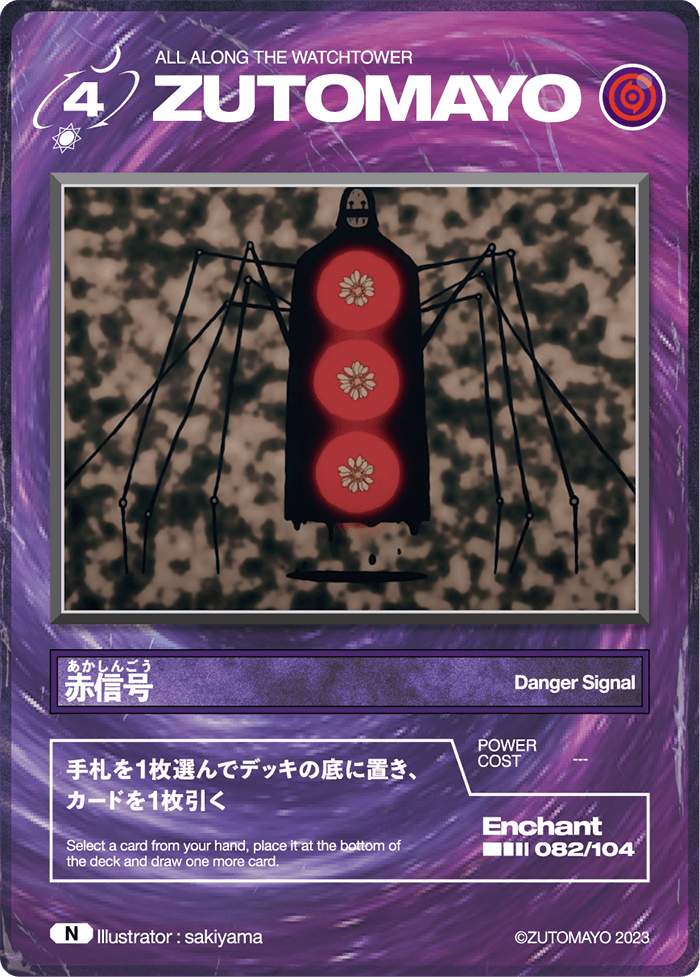 ALL ALONG THE WATCHTOWER
4
ZUTOMAYO
あかしんごう
赤信号
Danger Signal
手札を1枚選んでデッキの底に置き、
カードを1枚引く
Select a card from your hand, place it at the bottom of
the deck and draw one more card.
POWER
COST ---
Enchant
082/104
N Illustrator : sakiyama
©ZUTOMAYO 2023